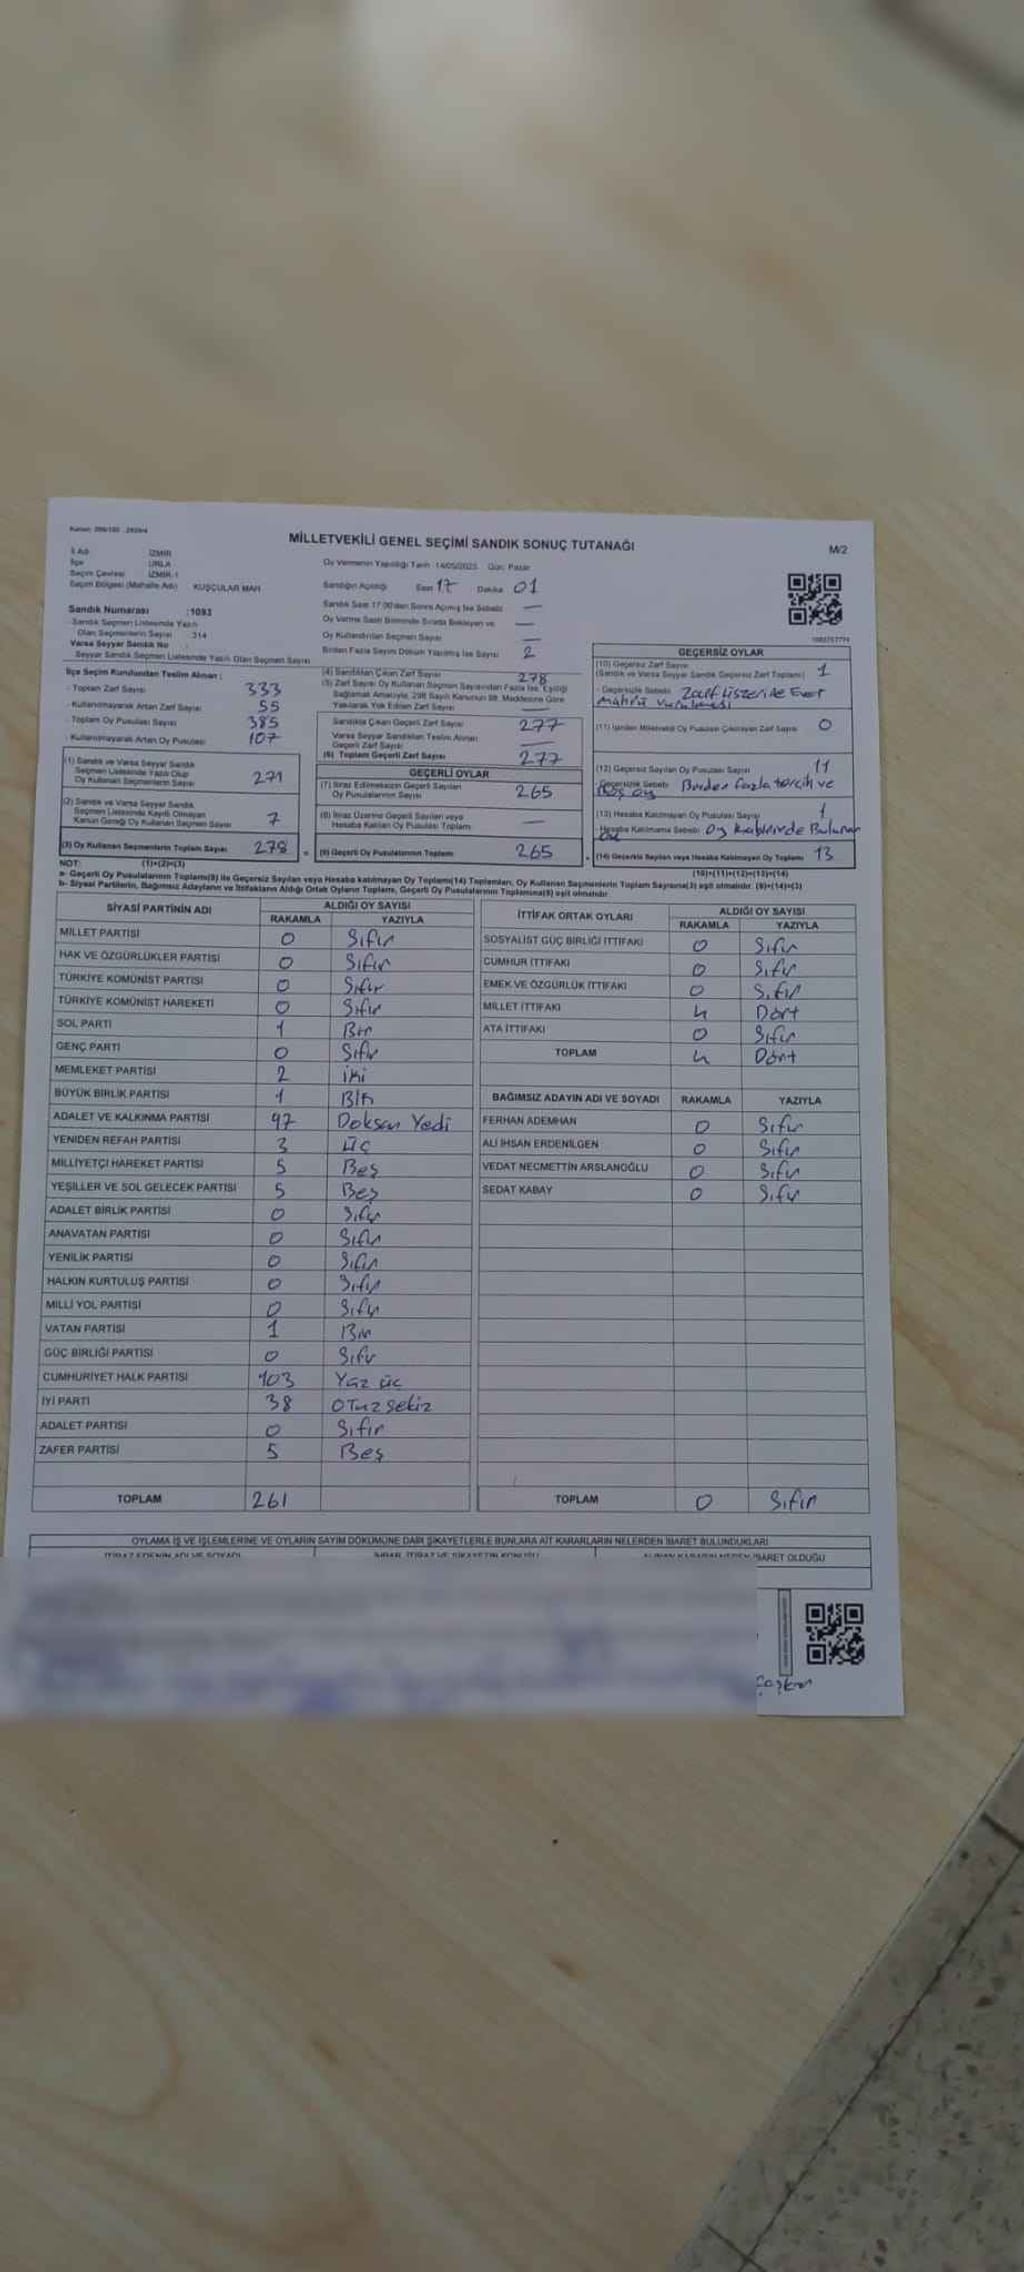 MİLLETVEKİLİ GENEL SEÇİMİ SANDIK SONUÇ TUTANAĞI
M/2
İl Adı : İZMİR
İlçe : URLA
Seçim Çevresi : İZMİR-1
Seçim Bölgesi (Mahalle Adı) : KUŞÇULAR MAH
Sandık Numarası :1093
Sandık Seçmen Listesinde Yazılı
Olan Seçmenlerin Sayısı : 314
Varsa Seyyar Sandık No :
Seyyar Sandık Seçmen Listesinde Yazılı Olan Seçmen Sayısı
Oy Vermenin Yapıldığı Tarih :14/05/2023 Gün: Pazar
Sandığın Açıldığı Saat 17 Dakika 01
Sandık Saat 17:00'den Sonra Açılmış İse Sebebi —
Oy Verme Saati Bitiminde Sırada Bekleyen ve —
Oy Kullandırılan Seçmen Sayısı —
Birden Fazla Sayım Döküm Yapılmış İse Sayısı 2
İlçe Seçim Kurulundan Teslim Alınan :
- Toplam Zarf Sayısı 333
- Kullanılmayarak Artan Zarf Sayısı 55
- Toplam Oy Pusulası Sayısı 385
- Kullanılmayarak Artan Oy Pusulası 107
(1) Sandık ve Varsa Seyyar Sandık
Seçmen Listesinde Yazılı Olup
Oy Kullanan Seçmenlerin Sayısı 271
(2) Sandık ve Varsa Seyyar Sandık
Seçmen Listesinde Kayıtlı Olmayan
Kanun Gereği Oy Kullanan Seçmen Sayısı 7
(3) Oy Kullanan Seçmenlerin Toplam Sayısı 278
(1)+(2)=(3)
(4) Sandıktan Çıkan Zarf Sayısı 278
(5) Zarf Sayısı Oy Kullanan Seçmen Sayısından Fazla İse, Eşitliği
Sağlamak Amacıyla, 298 Sayılı Kanunun 98. Maddesine Göre
Yakılarak Yok Edilen Zarf Sayısı —
Sandıkta Çıkan Geçerli Zarf Sayısı 277
Varsa Seyyar Sandıktan Teslim Alınan
Geçerli Zarf Sayısı —
(6) Toplam Geçerli Zarf Sayısı 277
GEÇERLİ OYLAR
(7) İtiraz Edilmeksizin Geçerli Sayılan
Oy Pusulalarının Sayısı 265
(8) İtiraz Üzerine Geçerli Sayılan veya
Hesaba Katılan Oy Pusulası Toplam —
(9) Geçerli Oy Pusulalarının Toplamı 265
GEÇERSİZ OYLAR
(10) Geçersiz Zarf Sayısı 1
(Sandık ve Varsa Seyyar Sandık Geçersiz Zarf Toplamı)
- Geçersizlik Sebebi Zarf Üzerine Evet
mührü vurulması
(11) İçinden Milletvekili Oy Pusulası Çıkmayan Zarf Sayısı 0
(12) Geçersiz Sayılan Oy Pusulası Sayısı 11
- Geçersizlik Sebebi Birden fazla tercih ve
Boş oy
(13) Hesaba Katılmayan Oy Pusulası Sayısı 1
- Hesaba Katılmama Sebebi Oy kabinde Bulunan
(14) Geçersiz Sayılan veya Hesaba Katılmayan Oy Toplamı 13
(10)+(11)+(12)+(13)=(14)
NOT:
a- Geçerli Oy Pusulalarının Toplamı(9) ile Geçersiz Sayılan veya Hesaba katılmayan Oy Toplamı(14) Toplamları, Oy Kullanan Seçmenlerin Toplam Sayısına(3) eşit olmalıdır. (9)+(14)=(3)
b- Siyasi Partilerin, Bağımsız Adayların ve İttifakların Aldığı Ortak Oyların Toplamı, Geçerli Oy Pusulalarının Toplamına(9) eşit olmalıdır
SİYASİ PARTİNİN ADI ALDIĞI OY SAYISI
RAKAMLA YAZIYLA
MİLLET PARTİSİ 0 Sıfır
HAK VE ÖZGÜRLÜKLER PARTİSİ 0 Sıfır
TÜRKİYE KOMÜNİST PARTİSİ 0 Sıfır
TÜRKİYE KOMÜNİST HAREKETİ 0 Sıfır
SOL PARTİ 1 Bir
GENÇ PARTİ 0 Sıfır
MEMLEKET PARTİSİ 2 iki
BÜYÜK BİRLİK PARTİSİ 1 Bir
ADALET VE KALKINMA PARTİSİ 97 Doksan Yedi
YENİDEN REFAH PARTİSİ 3 üç
MİLLİYETÇİ HAREKET PARTİSİ 5 Beş
YEŞİLLER VE SOL GELECEK PARTİSİ 5 Beş
ADALET BİRLİK PARTİSİ 0 Sıfır
ANAVATAN PARTİSİ 0 Sıfır
YENİLİK PARTİSİ 0 Sıfır
HALKIN KURTULUŞ PARTİSİ 0 Sıfır
MİLLİ YOL PARTİSİ 0 Sıfır
VATAN PARTİSİ 1 Bir
GÜÇ BİRLİĞİ PARTİSİ 0 Sıfır
CUMHURİYET HALK PARTİSİ 103 Yüz üç
İYİ PARTİ 38 OTuz sekiz
ADALET PARTİSİ 0 Sıfır
ZAFER PARTİSİ 5 Beş
TOPLAM 261
İTTİFAK ORTAK OYLARI ALDIĞI OY SAYISI
RAKAMLA YAZIYLA
SOSYALİST GÜÇ BİRLİĞİ İTTİFAKI 0 Sıfır
CUMHUR İTTİFAKI 0 Sıfır
EMEK VE ÖZGÜRLÜK İTTİFAKI 0 Sıfır
MİLLET İTTİFAKI 4 Dört
ATA İTTİFAKI 0 Sıfır
TOPLAM 4 Dört
BAĞIMSIZ ADAYIN ADI VE SOYADI RAKAMLA YAZIYLA
FERHAN ADEMHAN 0 Sıfır
ALİ İHSAN ERDENİLGEN 0 Sıfır
VEDAT NECMETTİN ARSLANOĞLU 0 Sıfır
SEDAT KABAY 0 Sıfır
TOPLAM 0 Sıfır
OYLAMA İŞ VE İŞLEMLERİNE VE OYLARIN SAYIM DÖKÜMÜNE DAİR ŞİKAYETLERLE BUNLARA AİT KARARLARIN NELERDEN İBARET BULUNDUKLARI